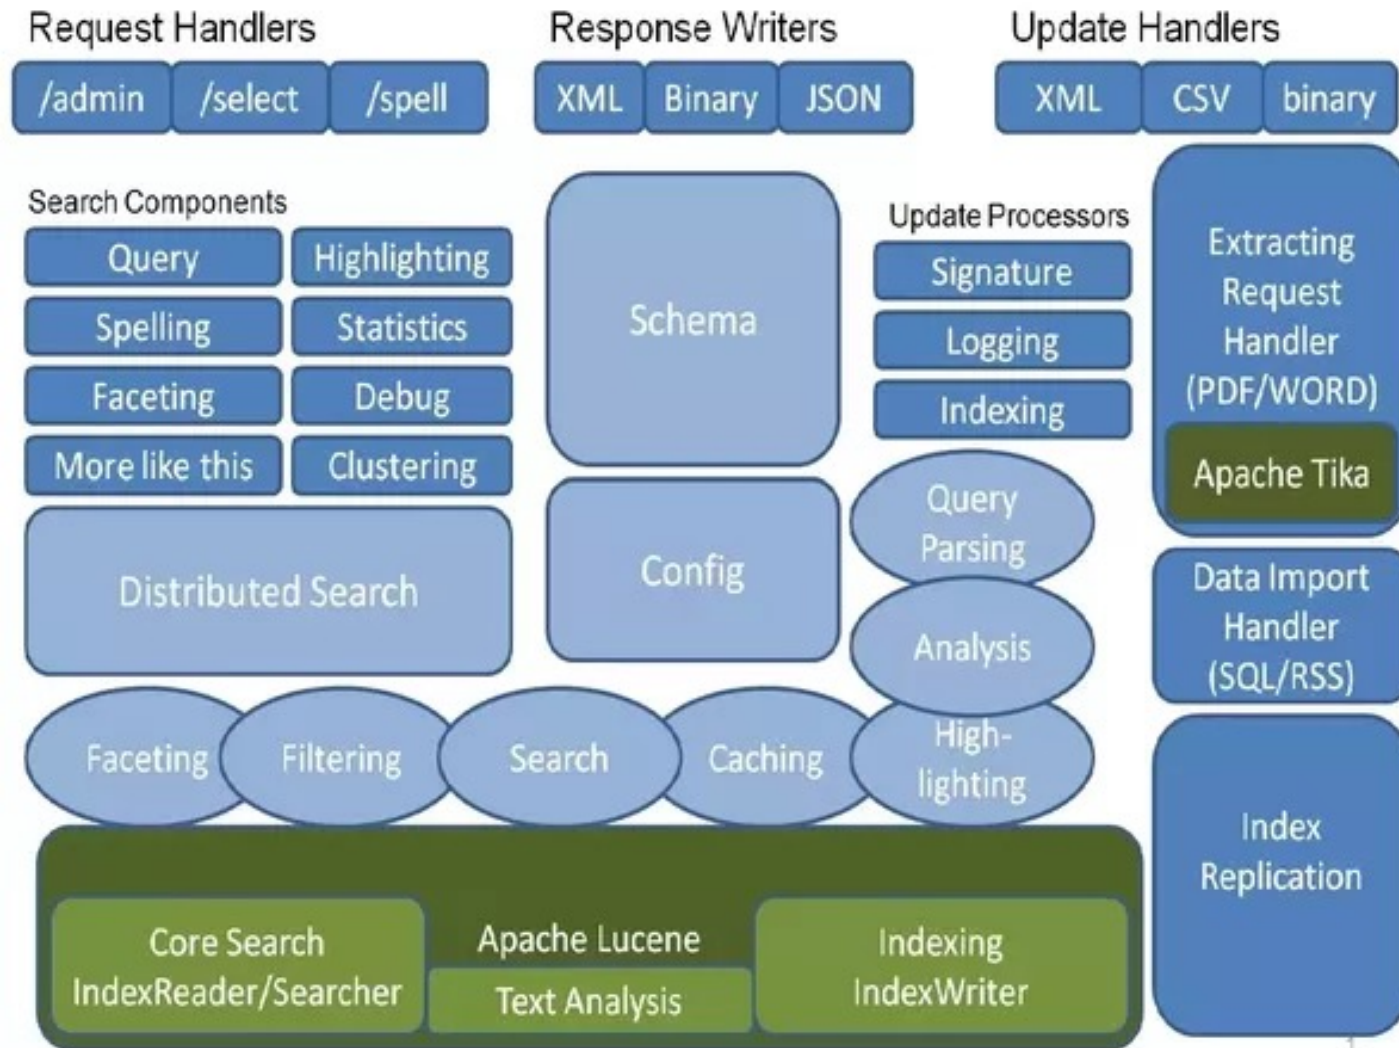 Request Handlers
Response Writers
Update Handlers
/admin
/select
/spell
XML
Binary
JSON
XML
CSV
binary
Search Components
Query
Highlighting
Spelling
Statistics
Faceting
Debug
More like this
Clustering
Distributed Search
Schema
Config
Update Processors
Signature
Logging
Indexing
Query
Parsing
Analysis
High-
lighting
Extracting
Request
Handler
(PDF/WORD)
Apache Tika
Data Import
Handler
(SQL/RSS)
Index
Replication
Faceting
Filtering
Search
Caching
Core Search
IndexReader/Searcher
Apache Lucene
Text Analysis
Indexing
IndexWriter
1